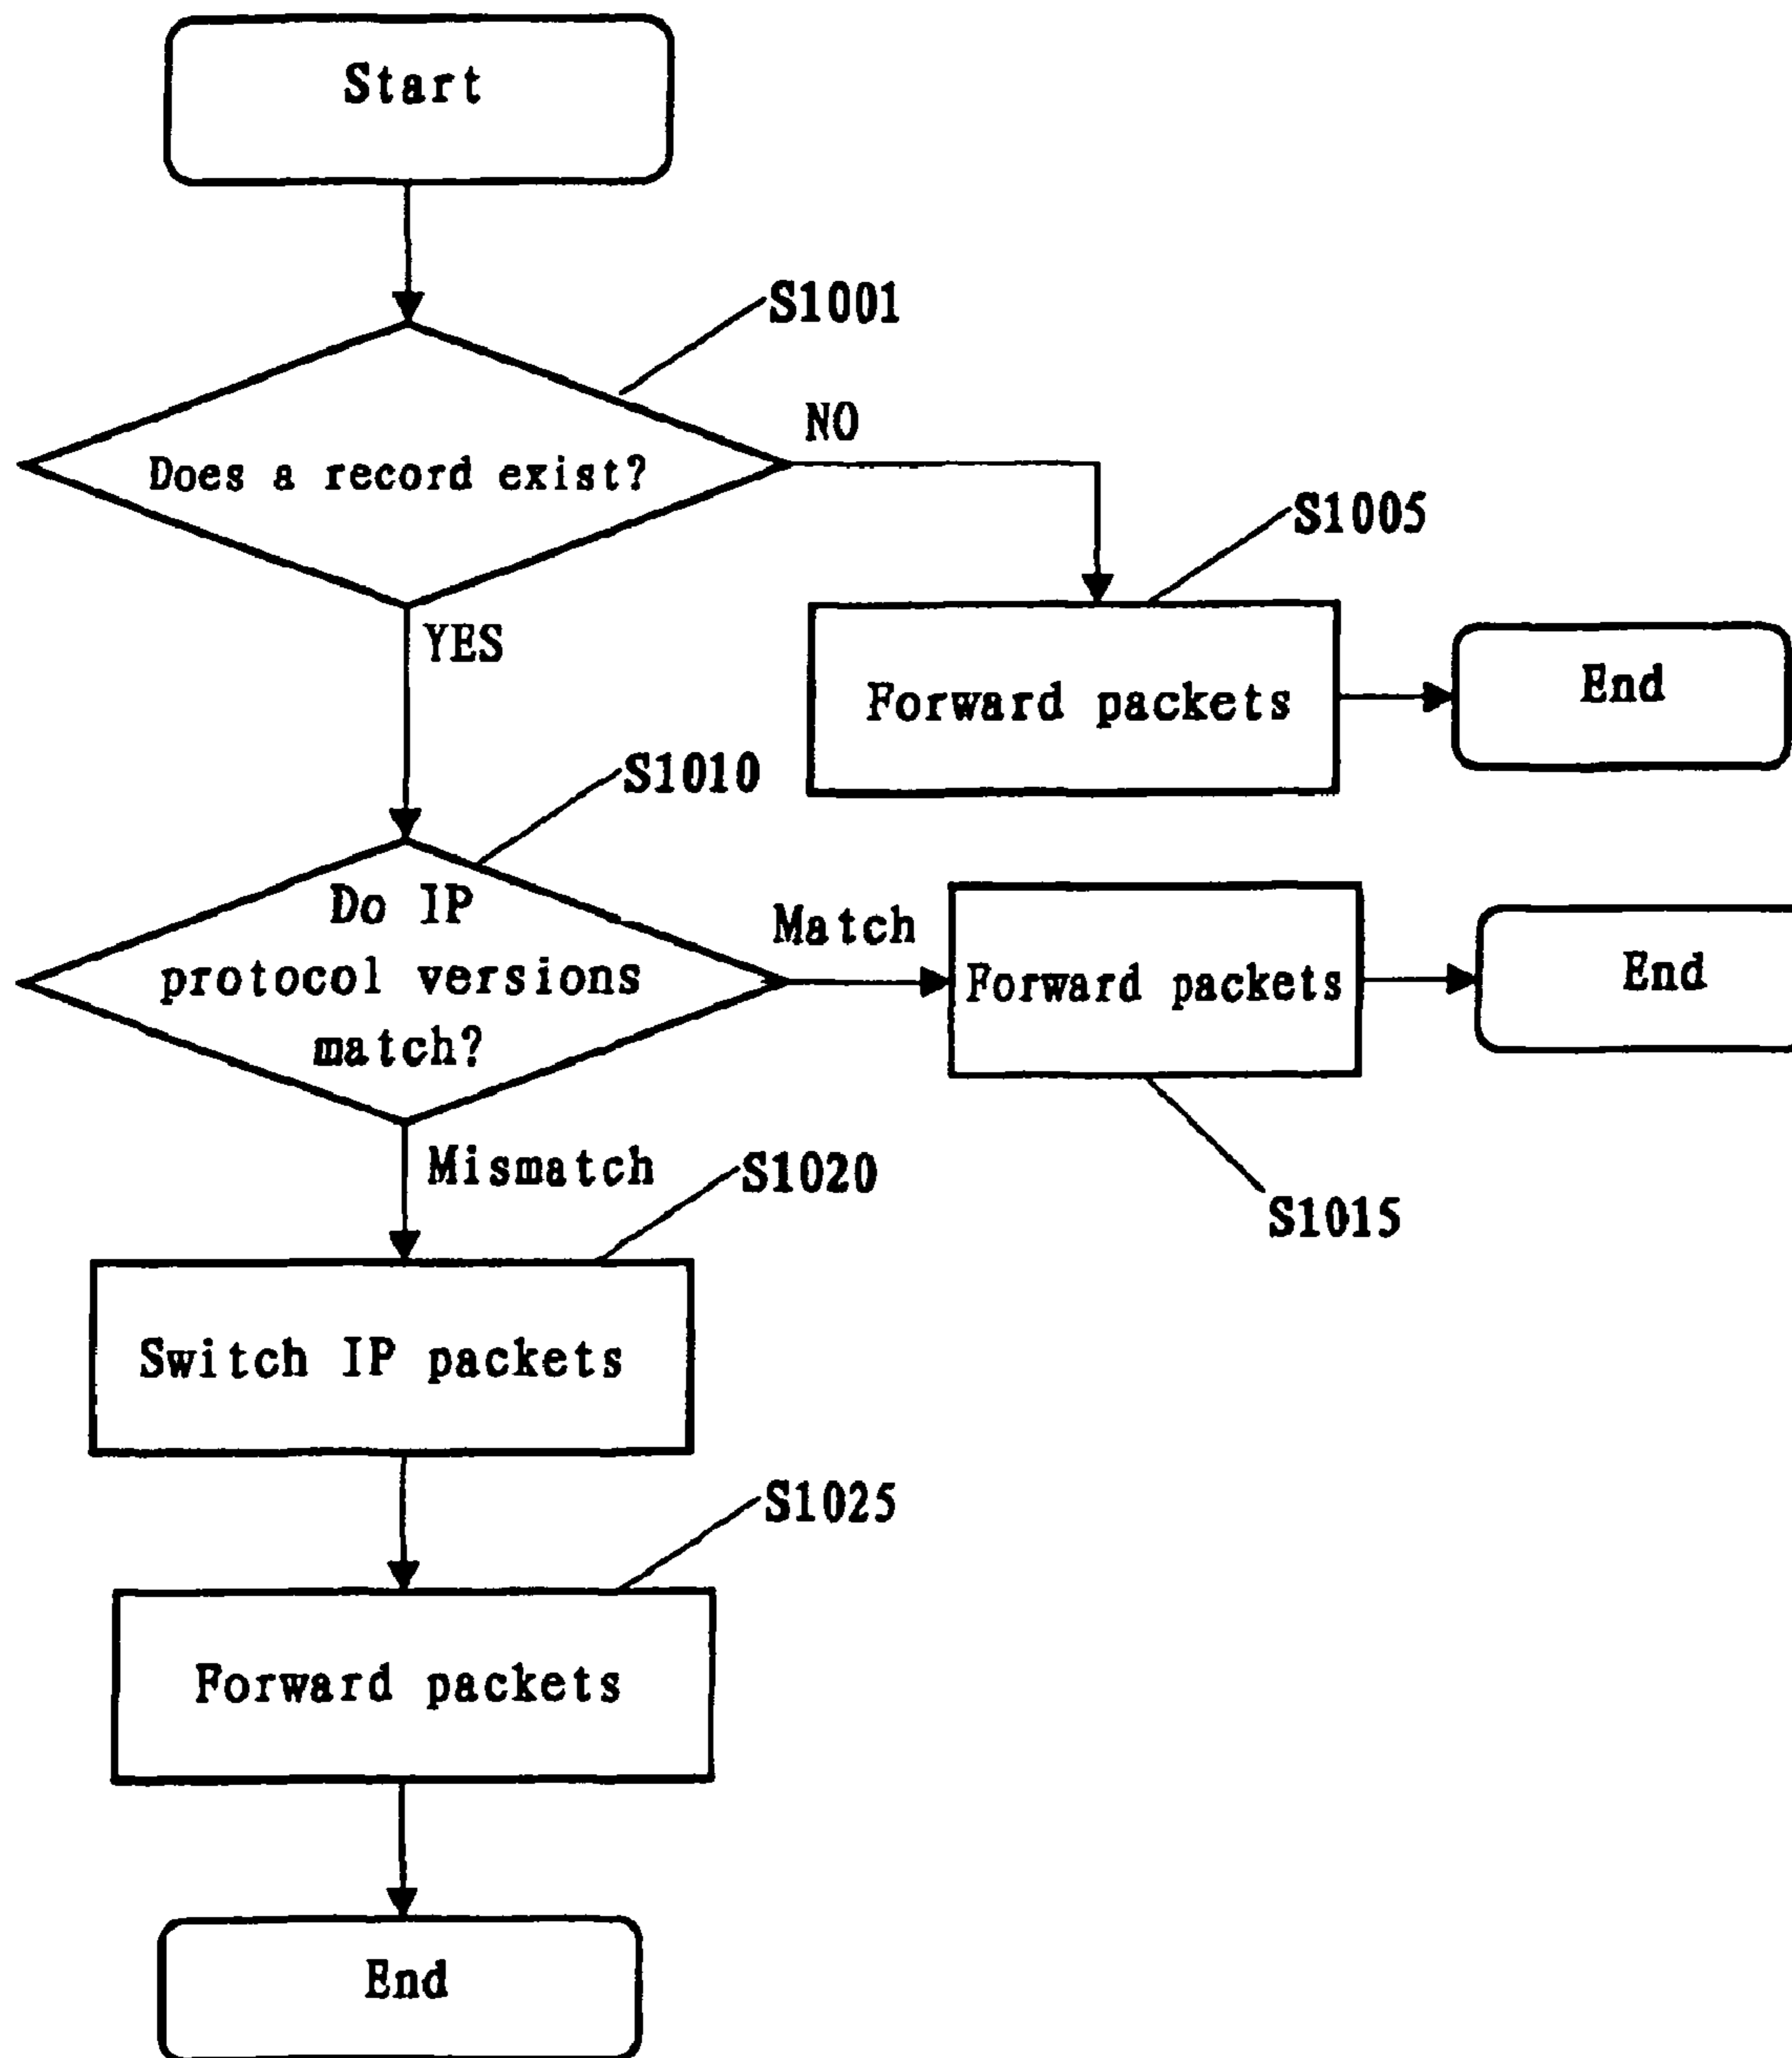 Start
S1001
NO
Does a record exist?
S1005
YES
Forward packets
End
S1010
Do IP
protocol versions
match?
Match
Forward packets
End
Mismatch
S1020
S1015
Switch IP packets
S1025
Forward packets
End